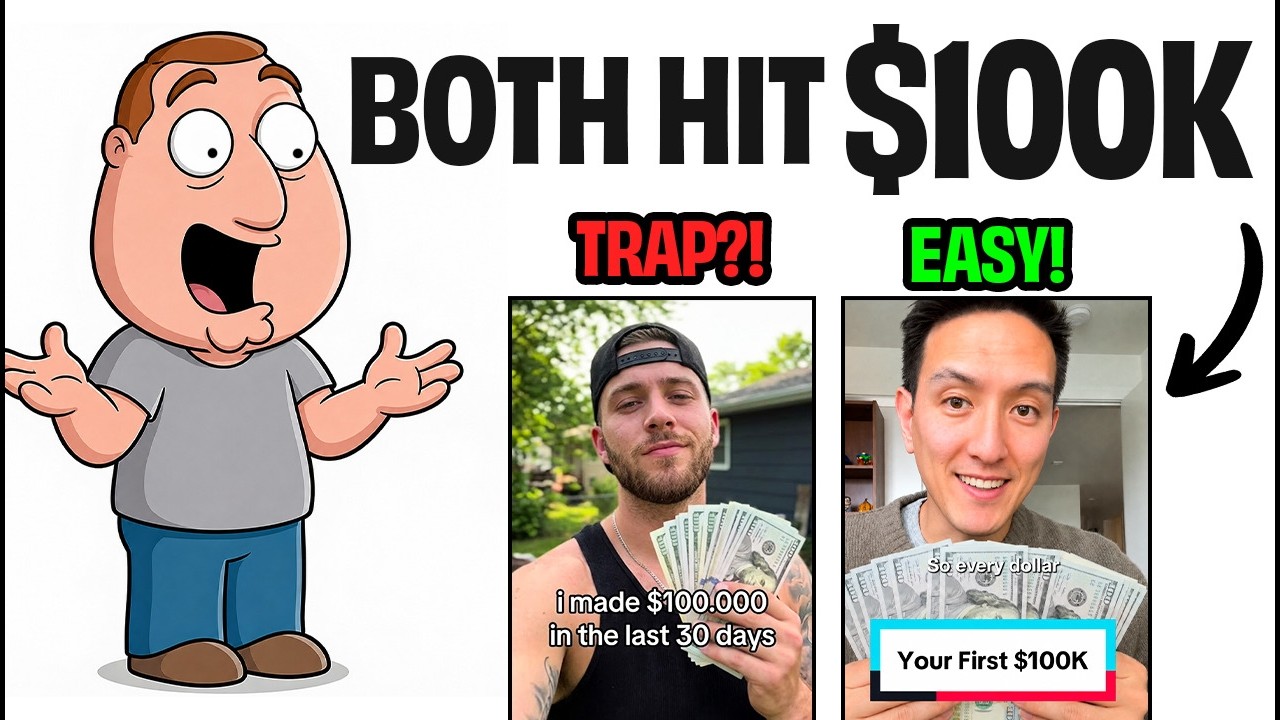 BOTH HIT $100K
TRAP?!
EASY!
i made $100.000
in the last 30 days
So every dollar
Your First $100K